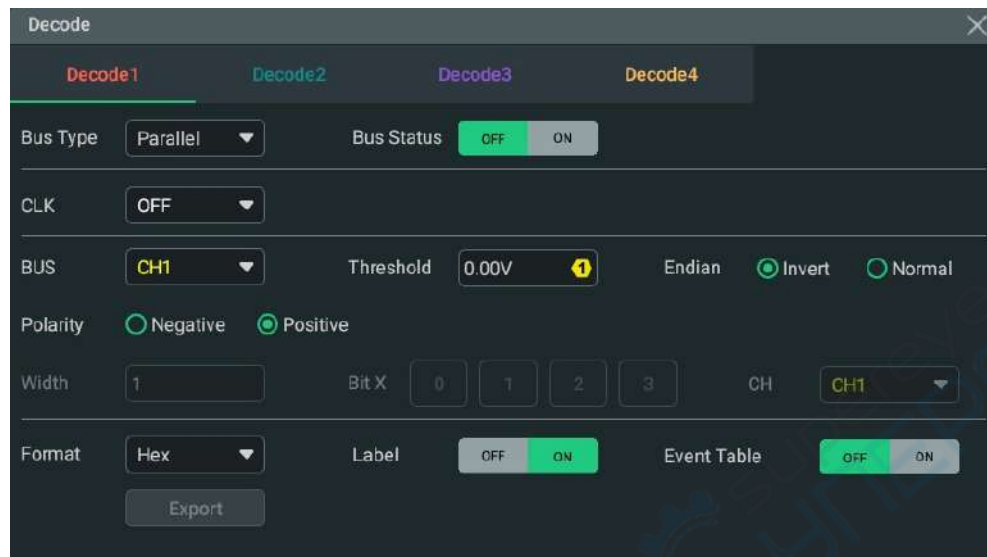 Decode
Decode1 Decode2 Decode3 Decode4
Bus Type Parallel Bus Status OFF ON
CLK OFF
BUS CH1 Threshold 0.00V 1 Endian Invert Normal
Polarity Negative Positive
Width 1 Bit X 0 1 2 3 CH CH1
Format Hex Label OFF ON Event Table OFF ON
Export